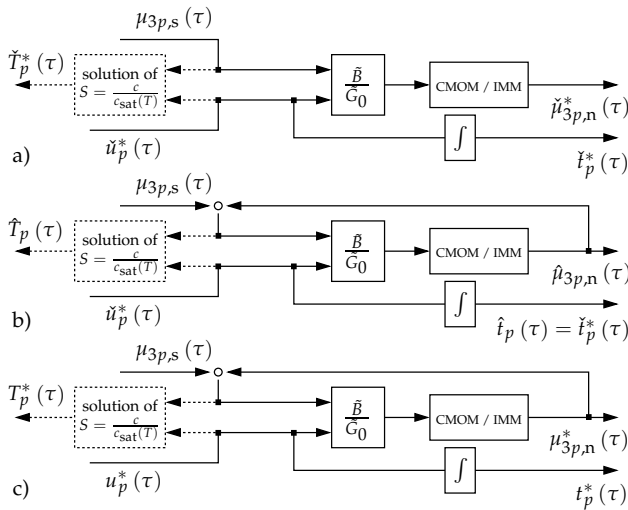 μ3p,s (τ)
Ť*p (τ)
solution of
S = c / csat(T)
B̃ / G̃0
CMOM / IMM
μ̌*3p,n (τ)
ǔ*p (τ)
∫
ť*p (τ)
a)
μ3p,s (τ)
T̂p (τ)
solution of
S = c / csat(T)
B̃ / G̃0
CMOM / IMM
μ̂3p,n (τ)
ǔ*p (τ)
∫
t̂p (τ) = ť*p (τ)
b)
μ3p,s (τ)
T*p (τ)
solution of
S = c / csat(T)
B̃ / G̃0
CMOM / IMM
μ*3p,n (τ)
u*p (τ)
∫
t*p (τ)
c)